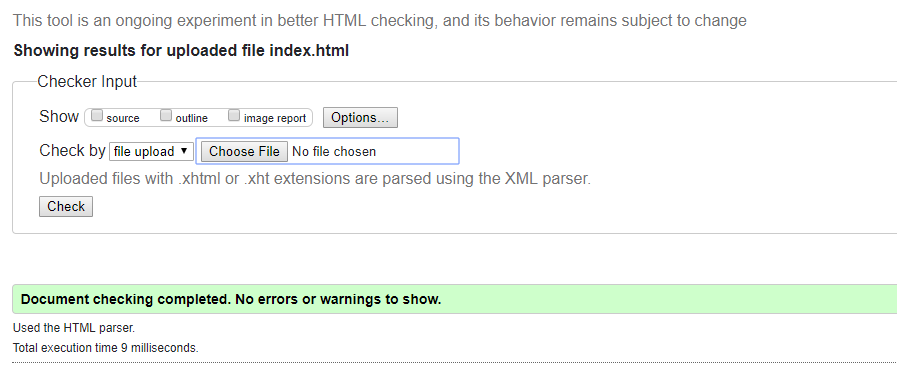 This tool is an ongoing experiment in better HTML checking, and its behavior remains subject to change
Showing results for uploaded file index.html
Checker Input
Show source outline image report Options...
Check by file upload Choose File No file chosen
Uploaded files with .xhtml or .xht extensions are parsed using the XML parser.
Check
Document checking completed. No errors or warnings to show.
Used the HTML parser.
Total execution time 9 milliseconds.